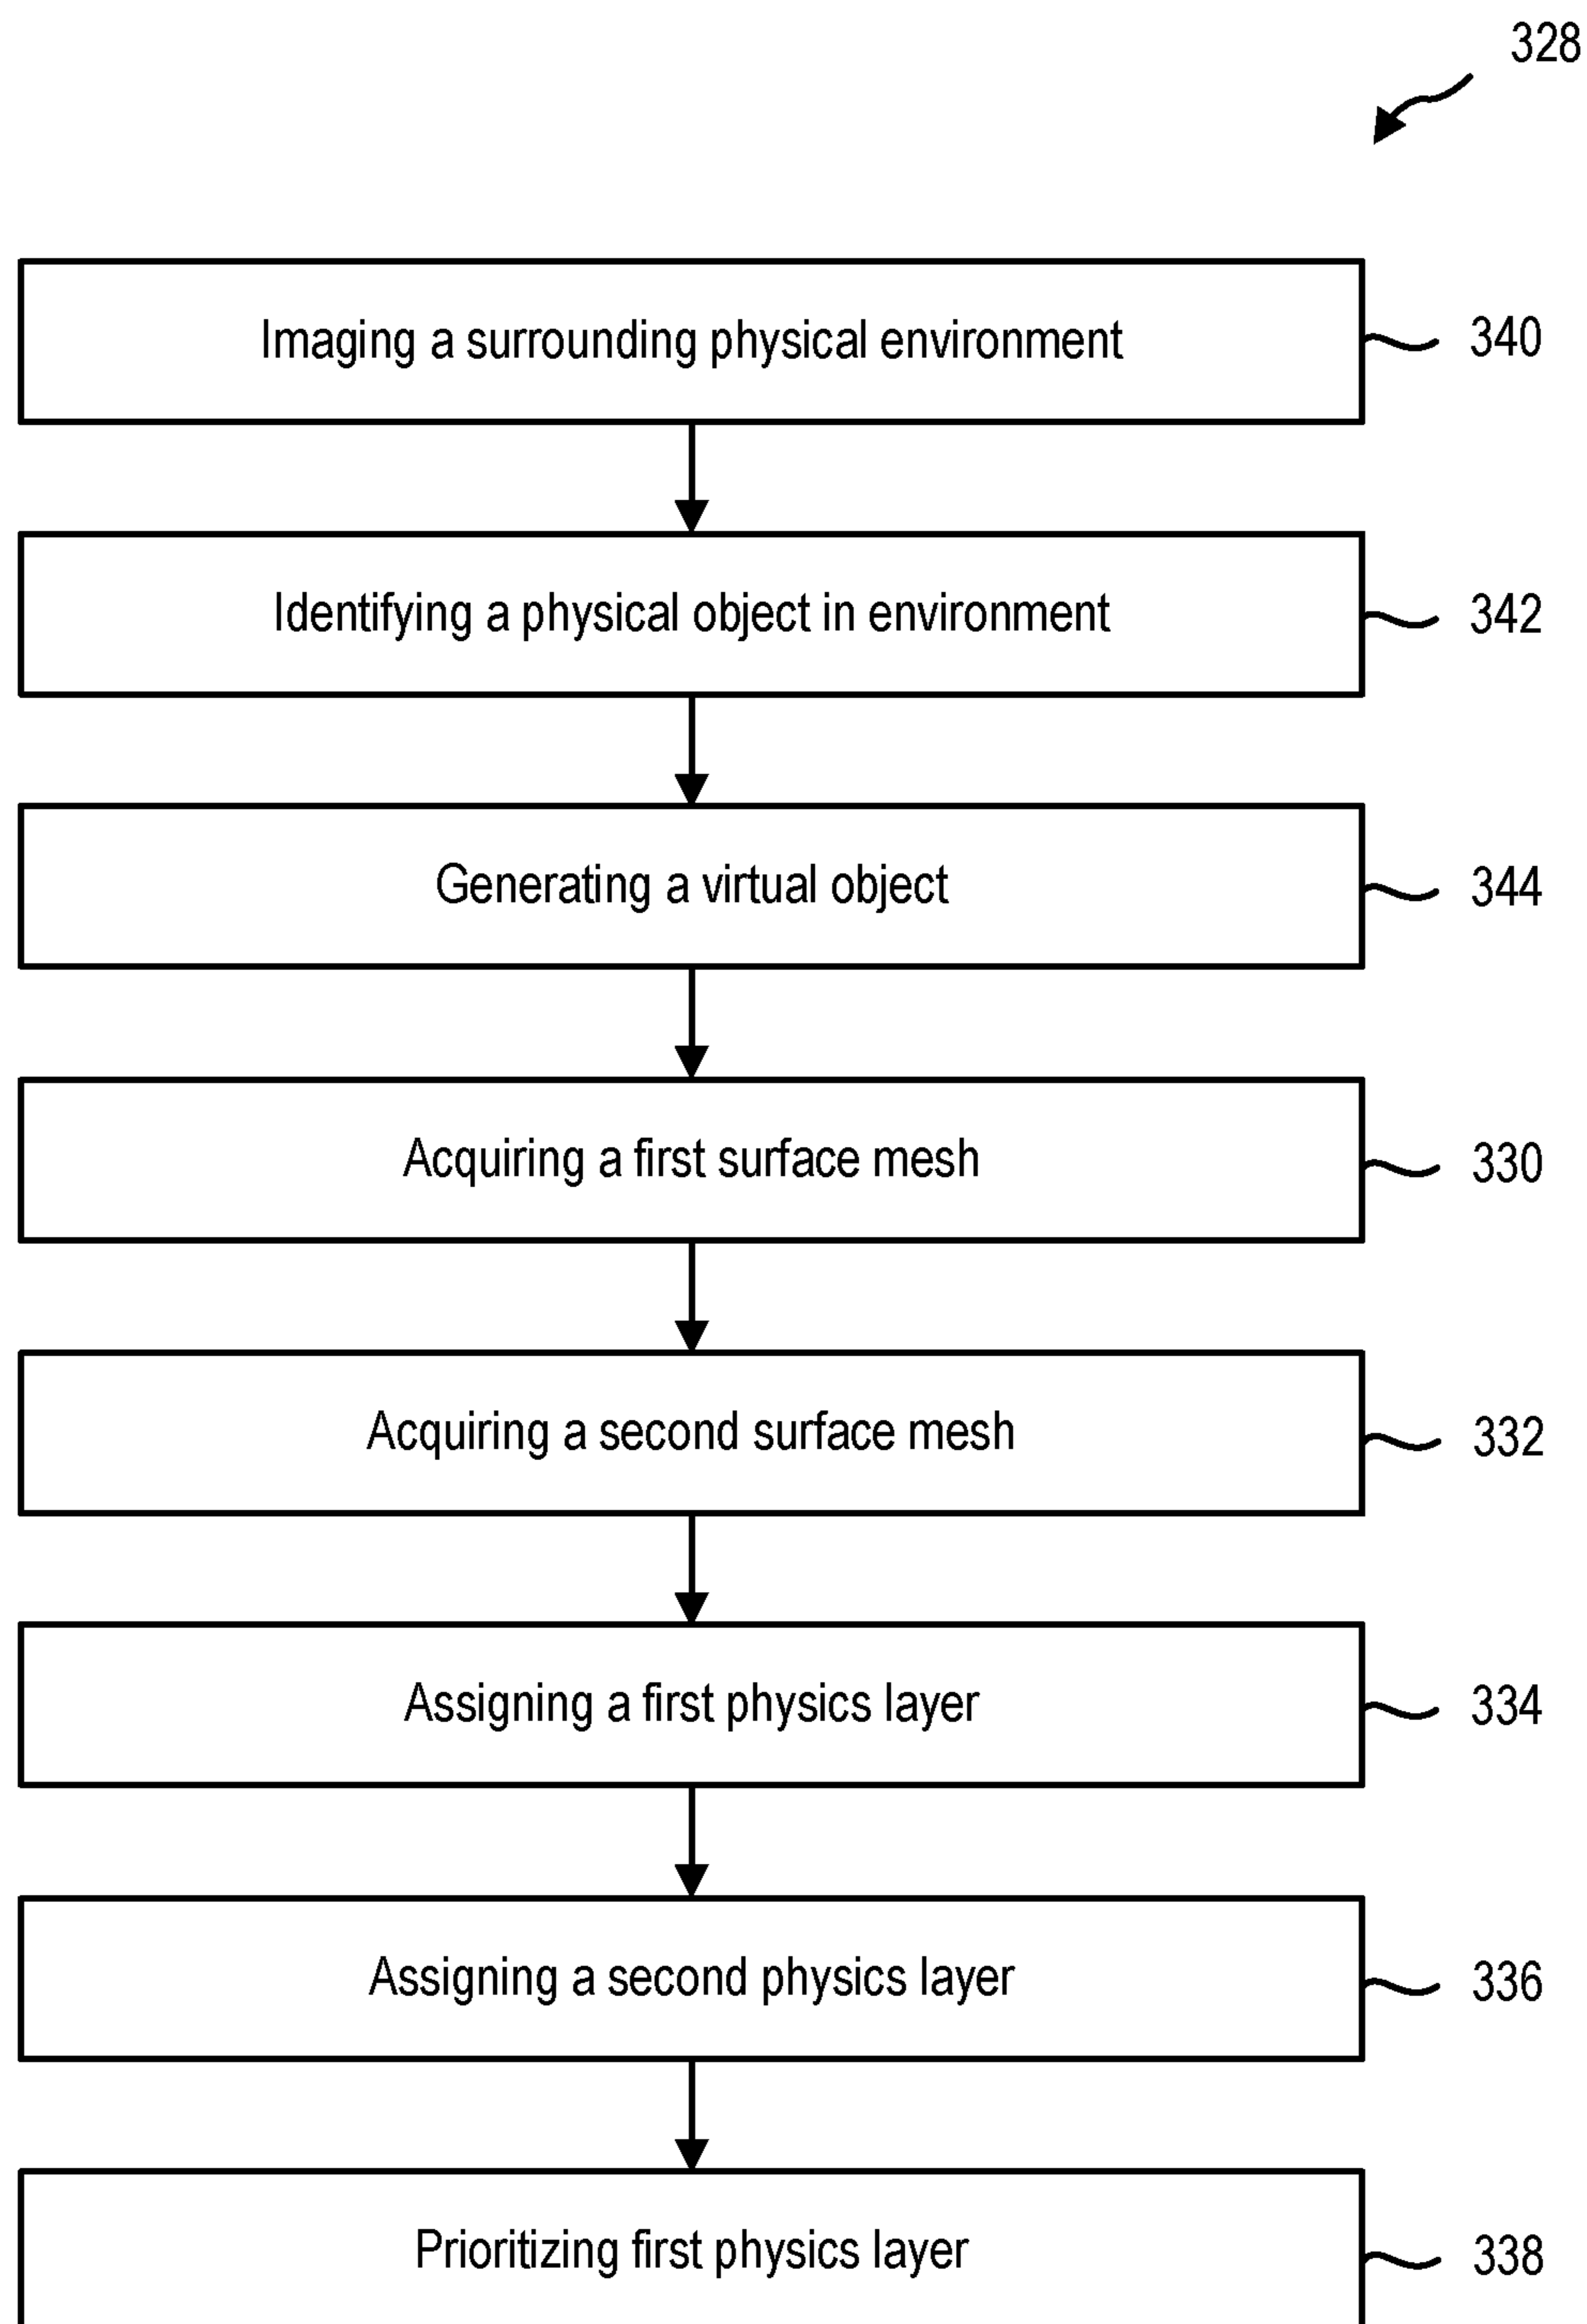 328
Imaging a surrounding physical environment
340
Identifying a physical object in environment
342
Generating a virtual object
344
Acquiring a first surface mesh
330
Acquiring a second surface mesh
332
Assigning a first physics layer
334
Assigning a second physics layer
336
Prioritizing first physics layer
338